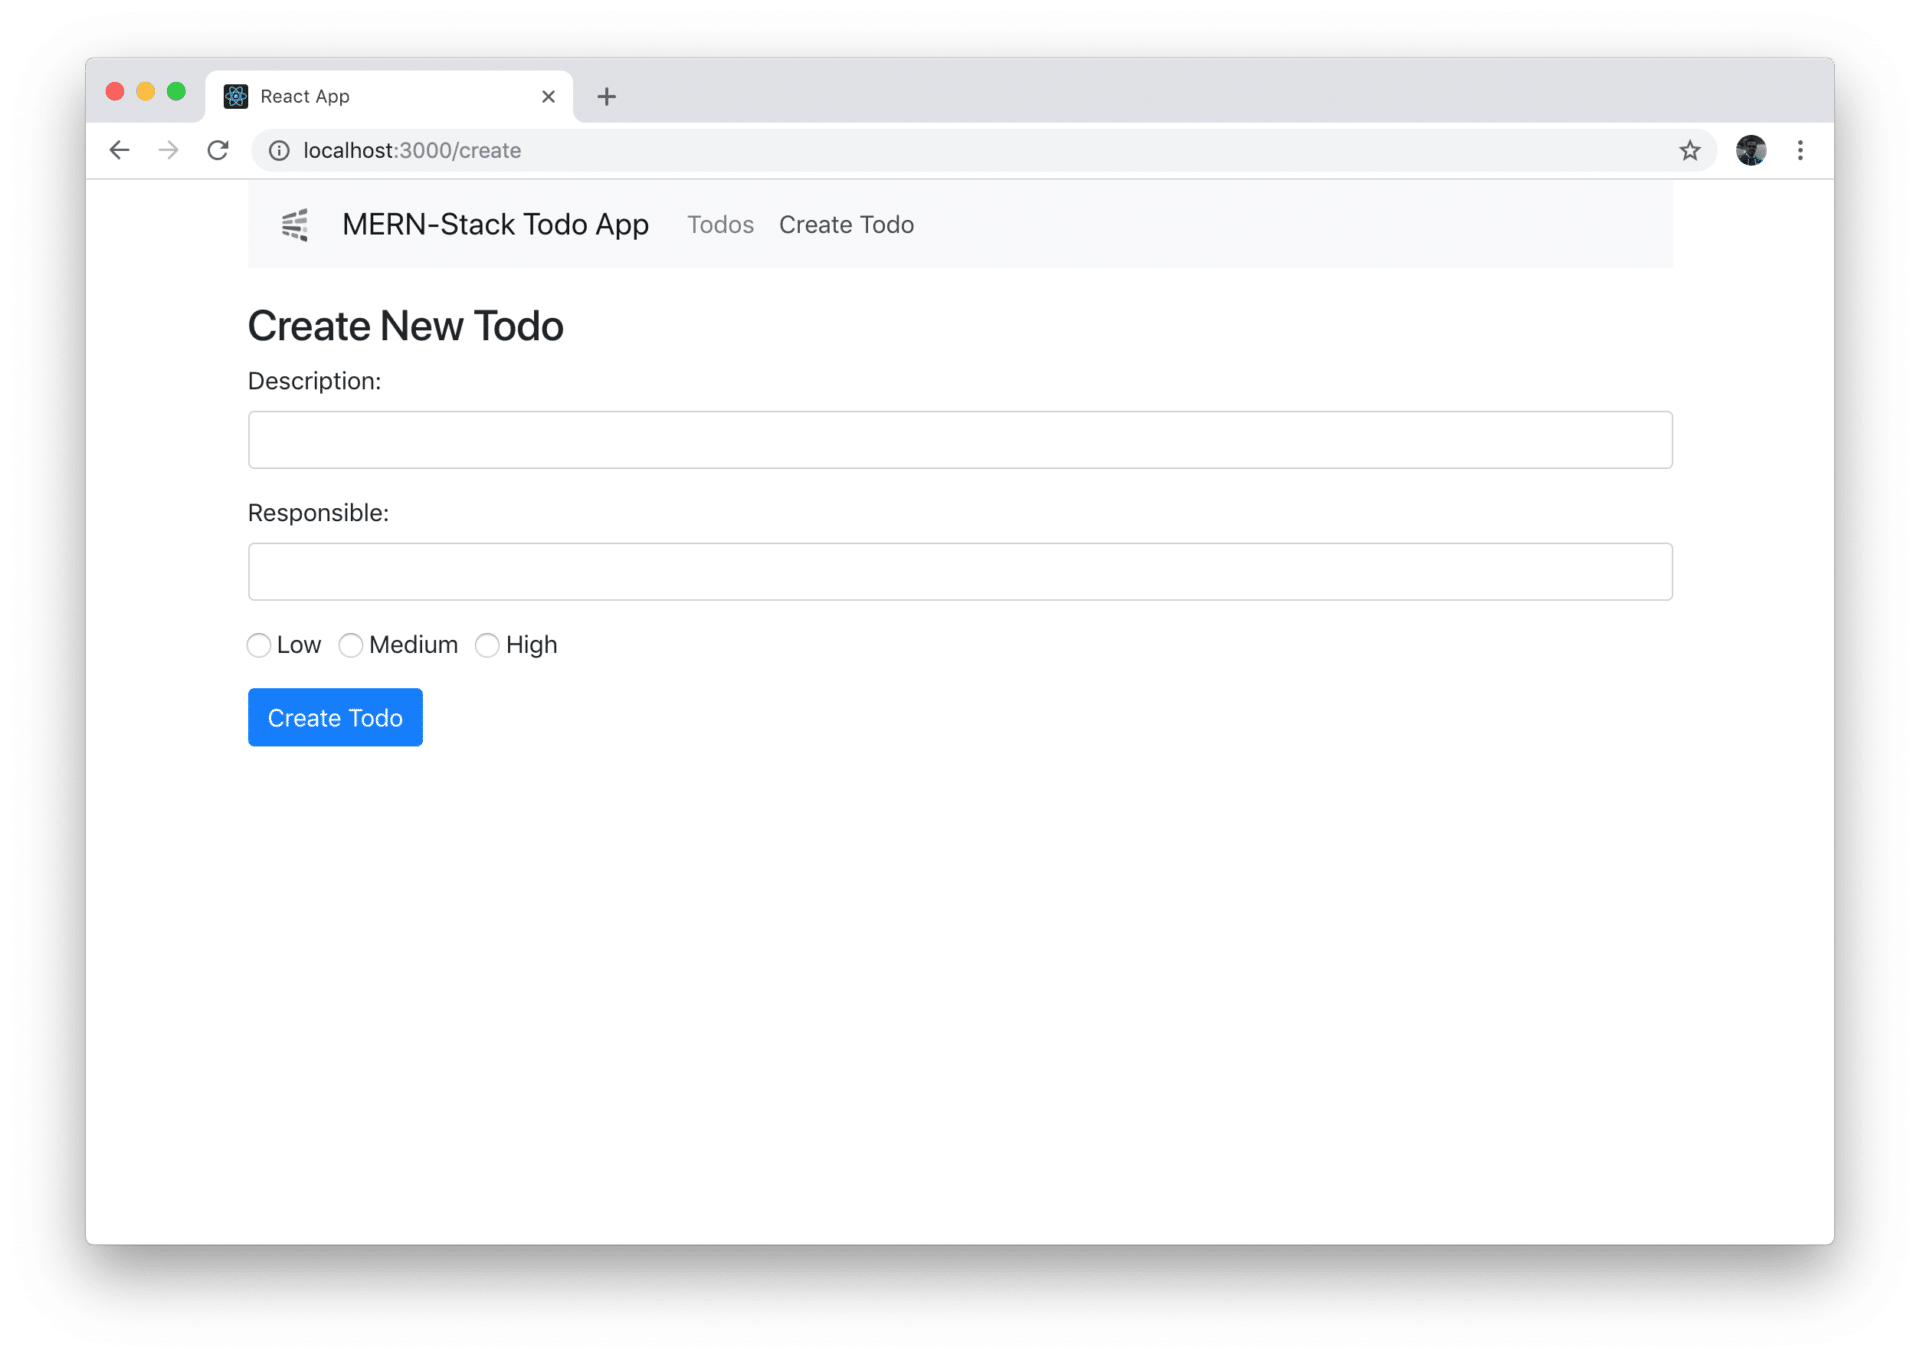 React App
localhost:3000/create
MERN-Stack Todo App Todos Create Todo
Create New Todo
Description:
Responsible:
Low Medium High
Create Todo